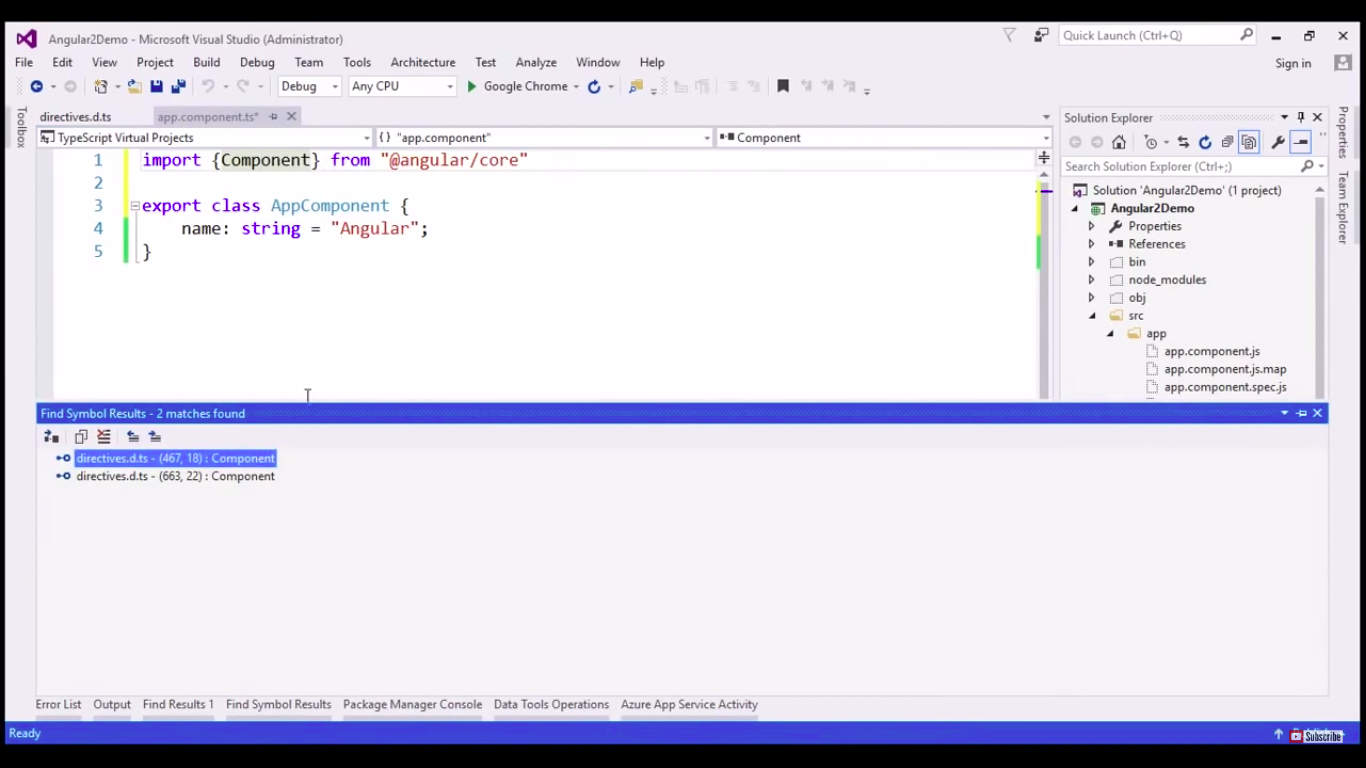 Angular2Demo - Microsoft Visual Studio (Administrator)
Quick Launch (Ctrl+Q)
File Edit View Project Build Debug Team Tools Architecture Test Analyze Window Help
Sign in
Debug Any CPU Google Chrome
Toolbox
directives.d.ts app.component.ts*
TypeScript Virtual Projects {} "app.component" Component
1 import {Component} from "@angular/core"
2
3 export class AppComponent {
4 name: string = "Angular";
5 }
Solution Explorer
Search Solution Explorer (Ctrl+;)
Solution 'Angular2Demo' (1 project)
Angular2Demo
Properties
References
bin
node_modules
obj
src
app
app.component.js
app.component.js.map
app.component.spec.js
Properties
Team Explorer
Find Symbol Results - 2 matches found
directives.d.ts - (467, 18) : Component
directives.d.ts - (663, 22) : Component
Error List Output Find Results 1 Find Symbol Results Package Manager Console Data Tools Operations Azure App Service Activity
Ready
Subscribe